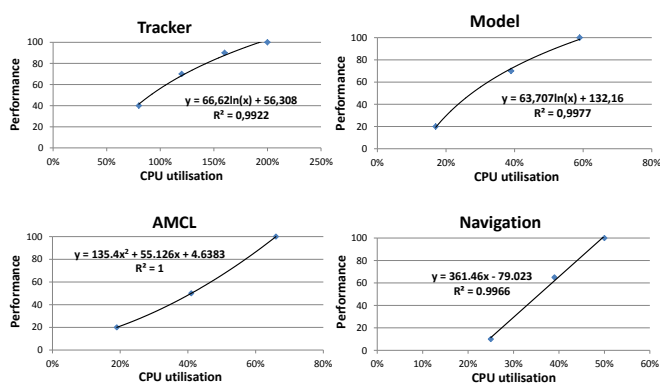 Tracker
100
80
60
40
20
0
Performance
y = 66,62ln(x) + 56,308
R² = 0,9922
0% 50% 100% 150% 200% 250%
CPU utilisation
Model
100
80
60
40
20
0
Performance
y = 63,707ln(x) + 132,16
R² = 0,9977
0% 20% 40% 60% 80%
CPU utilisation
AMCL
100
80
60
40
20
0
Performance
y = 135.4x² + 55.126x + 4.6383
R² = 1
0% 20% 40% 60% 80%
CPU utilisation
Navigation
100
80
60
40
20
0
Performance
y = 361.46x - 79.023
R² = 0.9966
0% 10% 20% 30% 40% 50% 60%
CPU utilisation